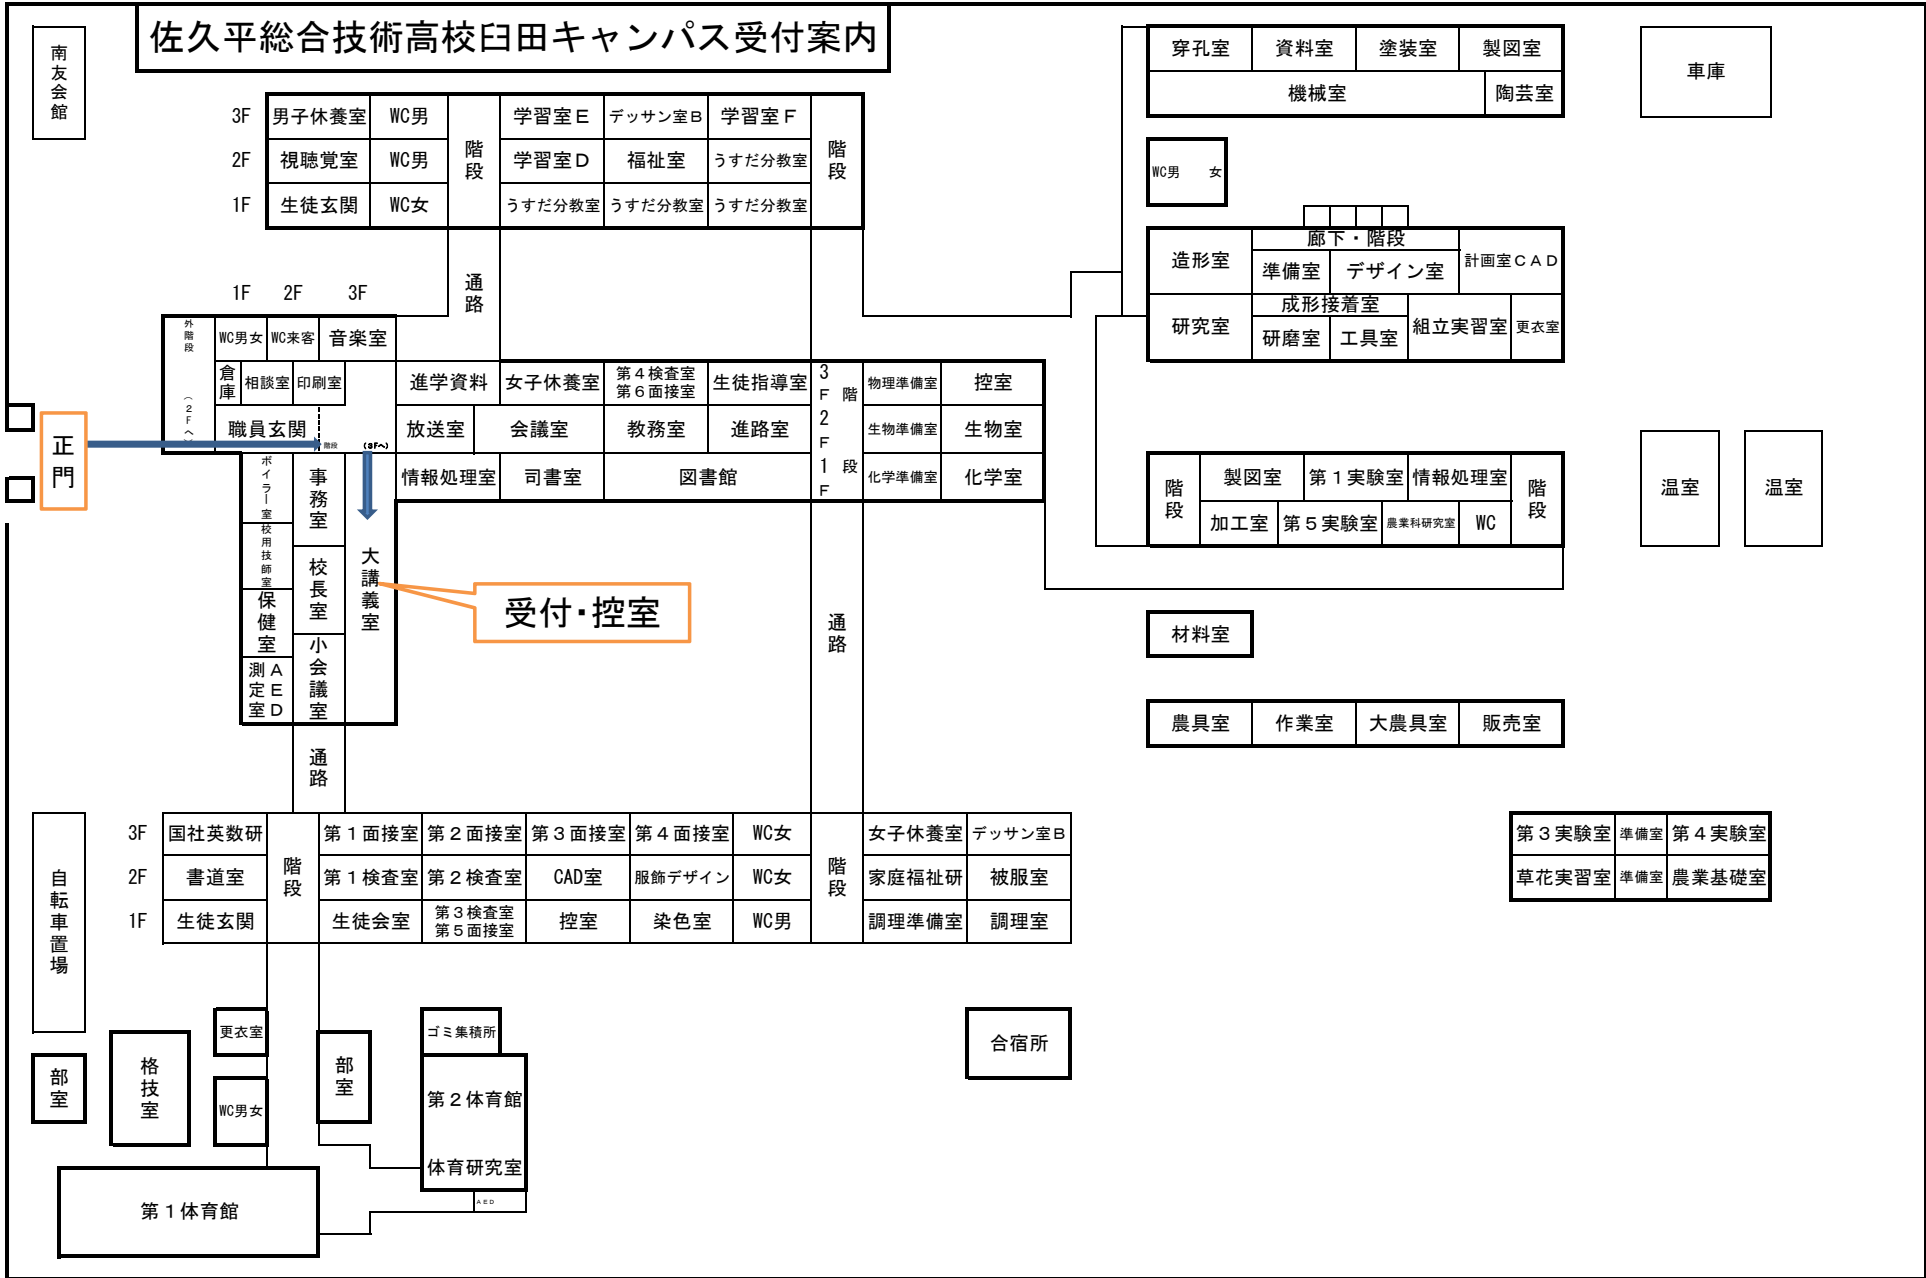 佐久平総合技術高校臼田キャンパス受付案内
南友会館
3F 男子休養室 WC男 学習室E デッサン室B 学習室F
2F 視聴覚室 WC男 階段 学習室D 福祉室 うすだ分教室 階段
1F 生徒玄関 WC女 うすだ分教室 うすだ分教室 うすだ分教室
通路
1F 2F 3F
外階段 (2Fへ)
WC男女 WC来客 音楽室
倉庫 相談室 印刷室 進学資料 女子休養室 第4検査室 第6面接室 生徒指導室 3F 物理準備室 控室
職員玄関 階段 (3Fへ) 放送室 会議室 教務室 進路室 2F 階段 生物準備室 生物室
情報処理室 司書室 図書館 1F 化学準備室 化学室
正門
ボイラー室
校用技師室
保健室
測定室 AED
事務室
校長室
小会議室
大講義室
受付・控室
通路
通路
3F 国社英数研 第1面接室 第2面接室 第3面接室 第4面接室 WC女 女子休養室 デッサン室B
2F 書道室 階段 第1検査室 第2検査室 CAD室 服飾デザイン WC女 階段 家庭福祉研 被服室
1F 生徒玄関 生徒会室 第3検査室 第5面接室 控室 染色室 WC男 調理準備室 調理室
自転車置場
部室
格技室
更衣室
WC男女
部室
ゴミ集積所
第2体育館
体育研究室
AED
第1体育館
合宿所
穿孔室 資料室 塗装室 製図室
機械室 陶芸室
車庫
WC男 女
造形室 廊下・階段 計画室CAD
準備室 デザイン室
研究室 成形接着室 組立実習室 更衣室
研磨室 工具室
階段 製図室 第1実験室 情報処理室 階段
加工室 第5実験室 農業科研究室 WC
温室 温室
材料室
農具室 作業室 大農具室 販売室
第3実験室 準備室 第4実験室
草花実習室 準備室 農業基礎室